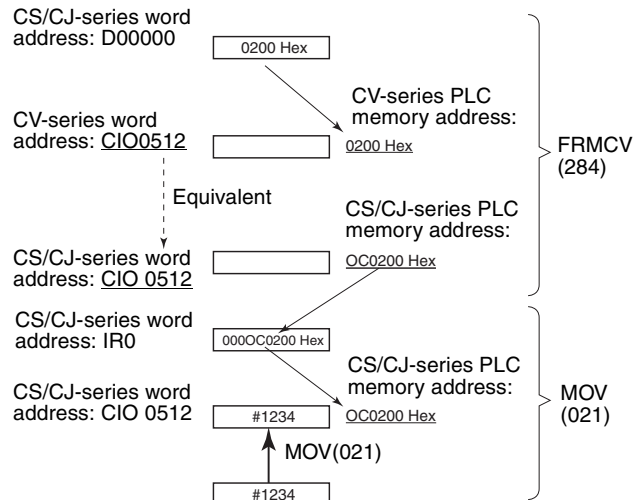 CS/CJ-series word
address: D00000
0200 Hex
CV-series PLC
memory address:
CV-series word
address: CIO0512
0200 Hex
FRMCV
(284)
Equivalent
CS/CJ-series PLC
memory address:
CS/CJ-series word
address: CIO 0512
OC0200 Hex
CS/CJ-series word
address: IR0
000OC0200 Hex
CS/CJ-series PLC
memory address:
MOV
(021)
CS/CJ-series word
address: CIO 0512
#1234
OC0200 Hex
MOV(021)
#1234